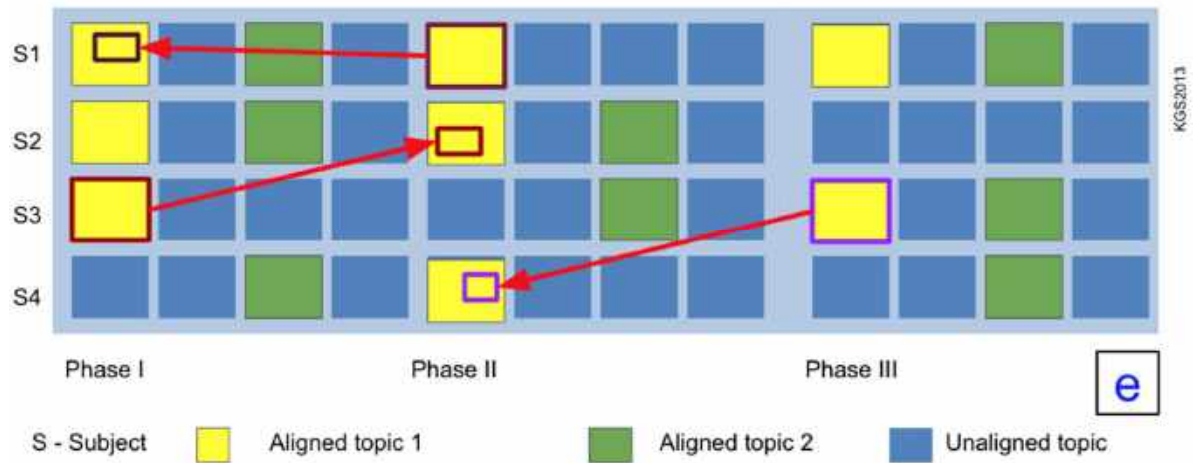 S1
S2
S3
S4
KGS2013
Phase I
Phase II
Phase III
e
S - Subject
Aligned topic 1
Aligned topic 2
Unaligned topic